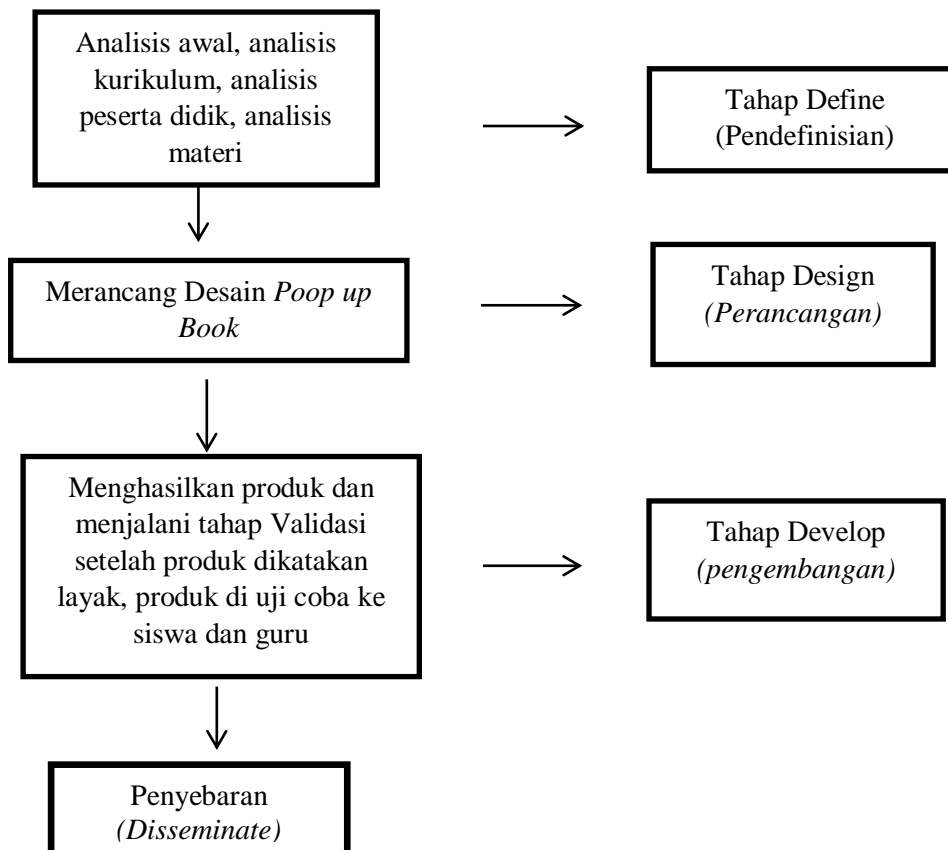 Analisis awal, analisis
kurikulum, analisis
peserta didik, analisis
materi
Tahap Define
(Pendefinisian)
Merancang Desain Poop up
Book
Tahap Design
(Perancangan)
Menghasilkan produk dan
menjalani tahap Validasi
setelah produk dikatakan
layak, produk di uji coba ke
siswa dan guru
Tahap Develop
(pengembangan)
Penyebaran
(Disseminate)